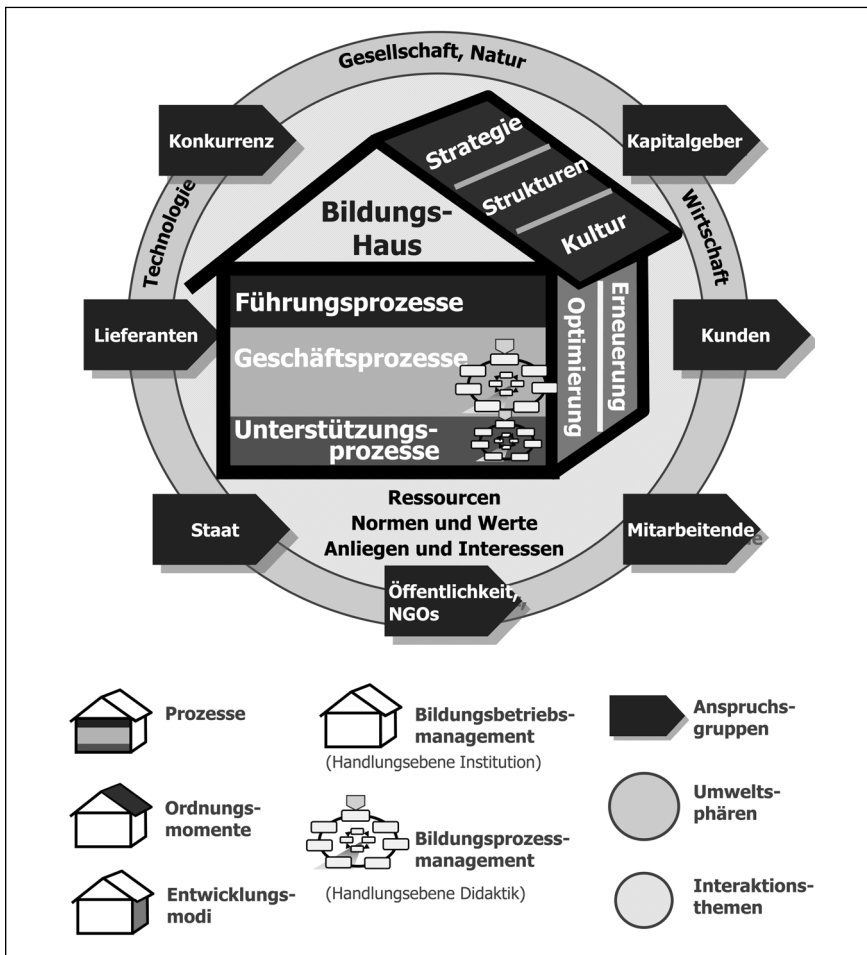 Gesellschaft, Natur
Konkurrenz
Kapitalgeber
Technologie
Wirtschaft
Strategie
Strukturen
Kultur
Bildungs-
Haus
Führungsprozesse
Geschäftsprozesse
Unterstützungs-
prozesse
Optimierung
Erneuerung
Lieferanten
Kunden
Ressourcen
Normen und Werte
Anliegen und Interessen
Staat
Mitarbeitende
Öffentlichkeit,
NGOs
Prozesse
Bildungsbetriebs-
management
(Handlungsebene Institution)
Anspruchs-
gruppen
Ordnungs-
momente
Bildungsprozess-
management
(Handlungsebene Didaktik)
Umwelts-
phären
Entwicklungs-
modi
Interaktions-
themen